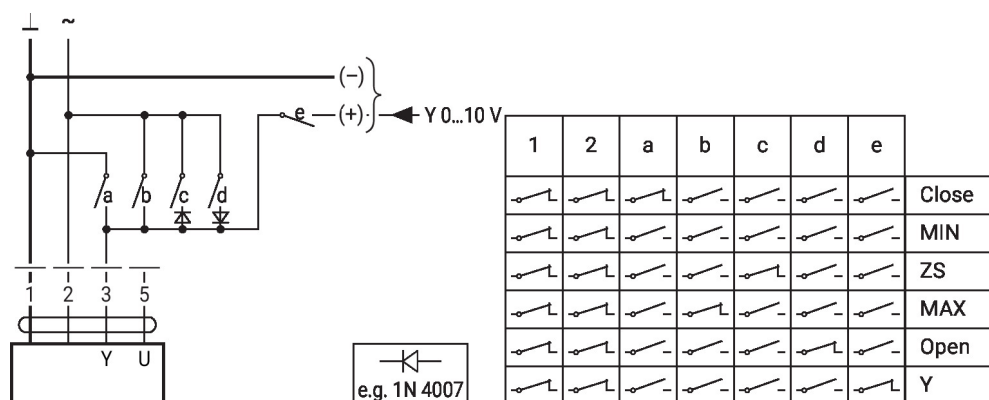 ⊥ ~
(–)
e (+) Y 0...10 V
a b c d
1 2 3 5
Y U
e.g. 1N 4007
1 2 a b c d e
Close
MIN
ZS
MAX
Open
Y